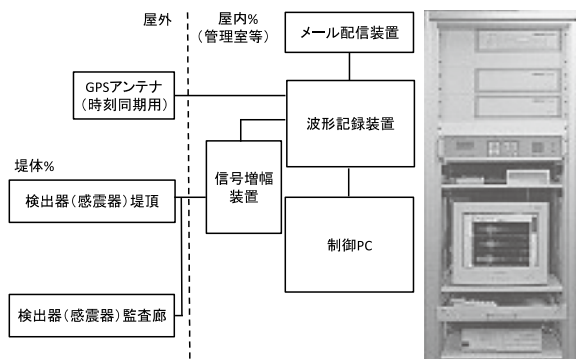 屋外
屋内%
（管理室等）
メール配信装置
GPSアンテナ
（時刻同期用）
波形記録装置
堤体%
信号増幅
装置
検出器（感震器）堤頂
制御PC
検出器（感震器）監査廊